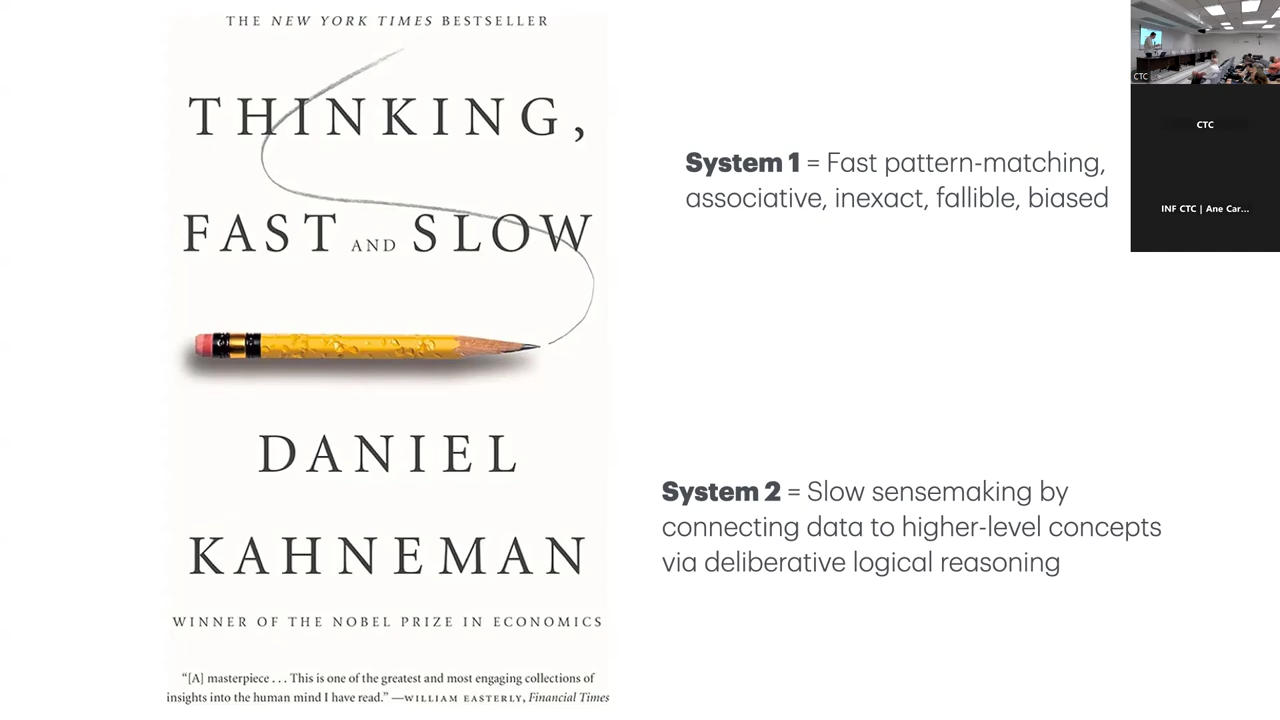 THE NEW YORK TIMES BESTSELLER
THINKING,
FAST AND SLOW
DANIEL
KAHNEMAN
WINNER OF THE NOBEL PRIZE IN ECONOMICS
“[A] masterpiece . . . This is one of the greatest and most engaging collections of
insights into the human mind I have read.” —WILLIAM EASTERLY, Financial Times
System 1 = Fast pattern-matching,
associative, inexact, fallible, biased
System 2 = Slow sensemaking by
connecting data to higher-level concepts
via deliberative logical reasoning
CTC
CTC
INF CTC | Ane Car...